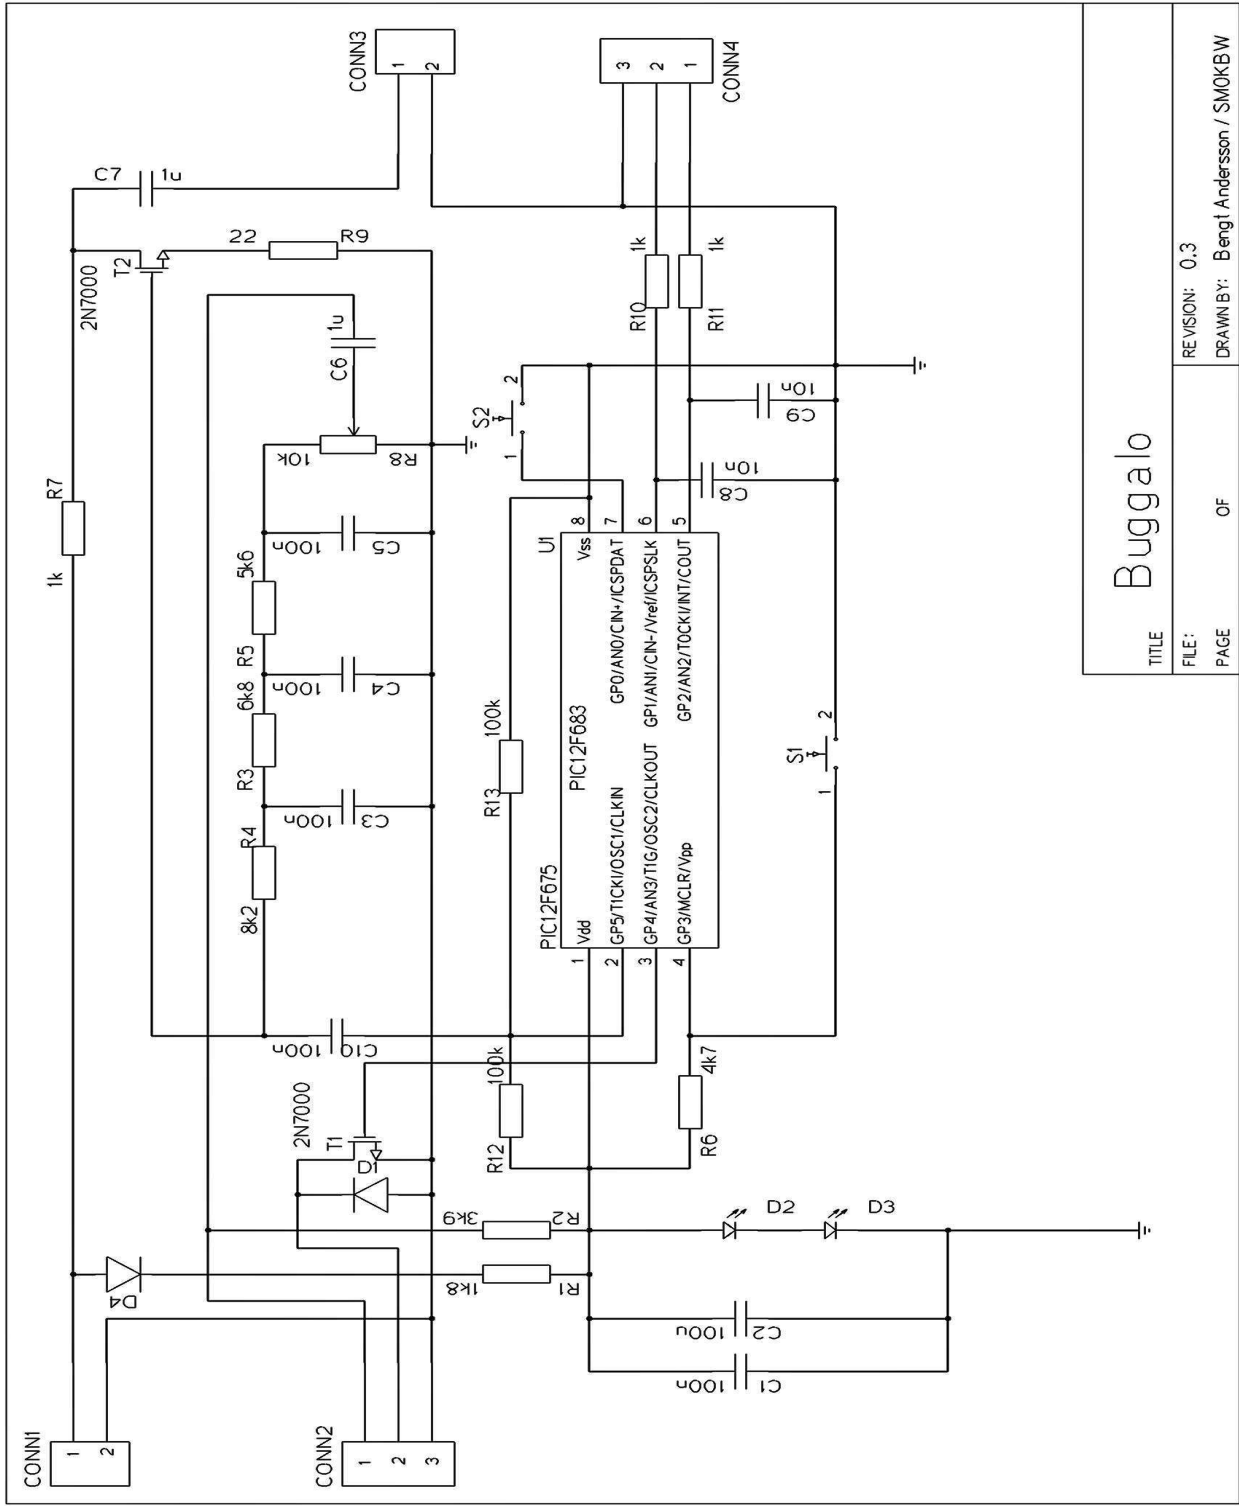 CONN1
1
2
CONN2
1
2
3
CONN3
1
2
CONN4
3
2
1
R7
1k
C7
1u
2N7000
T2
22
R9
1u
C6
10k
R8
5k6
R5
100n
C5
6k8
R3
100n
C4
R4
8k2
100n
C3
100n
C10
2N7000
T1
D1
D4
3k9
R2
1k8
R1
100k
R12
100k
R13
S2
1
2
U1
PIC12F675
PIC12F683
1
Vdd
2
GP5/T1CKI/OSC1/CLKIN
3
GP4/AN3/T1G/OSC2/CLKOUT
4
GP3/MCLR/Vpp
8
Vss
7
GP0/AN0/CIN+/ICSPDAT
6
GP1/AN1/CIN-/Vref/ICSPSLK
5
GP2/AN2/TOCKI/INT/COUT
R10
1k
R11
1k
C8
10n
C9
10n
R6
4k7
S1
1
2
D2
D3
100u
C2
100n
C1
TITLE
Buggalo
FILE:
REVISION: 0.3
PAGE OF
DRAWN BY: Bengt Andersson / SM0KBW